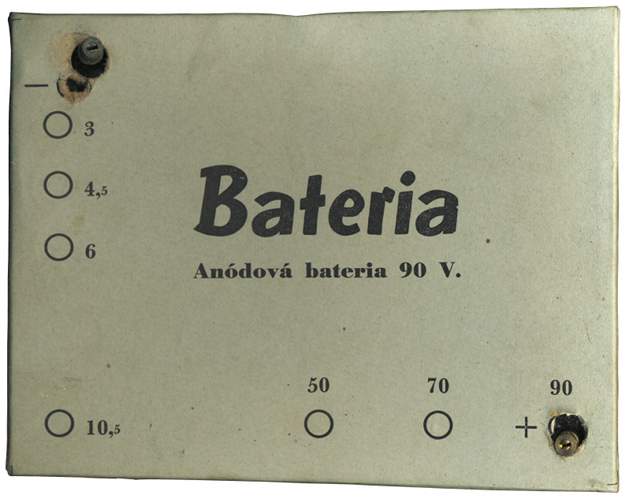 −
3
4,5
6
Bateria
Anódová bateria 90 V.
10,5
50 70 90
+